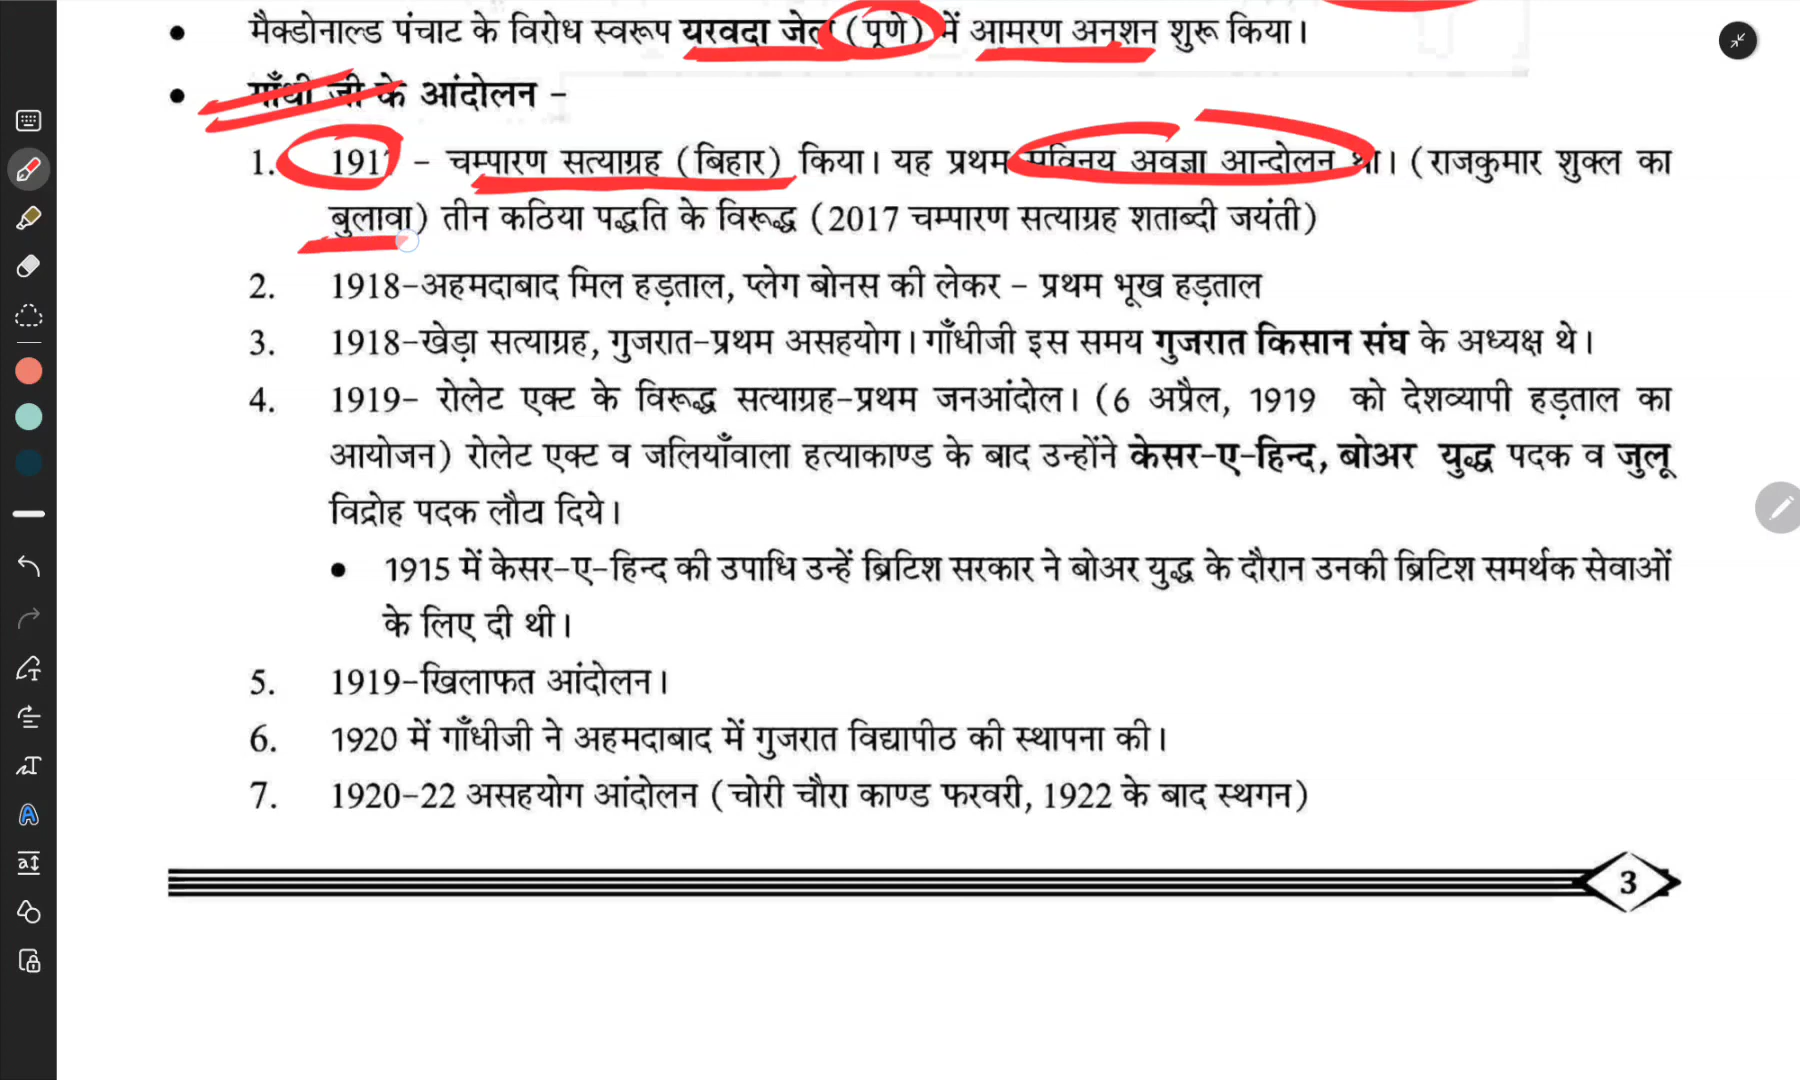 मैक्डोनाल्ड पंचाट के विरोध स्वरूप यरवदा जेल (पूणे) में आमरण अनशन शुरू किया।
गाँधी जी के आंदोलन –
1. 1917 – चम्पारण सत्याग्रह (बिहार) किया। यह प्रथम सविनय अवज्ञा आन्दोलन था। (राजकुमार शुक्ल का
बुलावा) तीन कठिया पद्धति के विरूद्ध (2017 चम्पारण सत्याग्रह शताब्दी जयंती)
2. 1918–अहमदाबाद मिल हड़ताल, प्लेग बोनस की लेकर – प्रथम भूख हड़ताल
3. 1918–खेड़ा सत्याग्रह, गुजरात–प्रथम असहयोग। गाँधीजी इस समय गुजरात किसान संघ के अध्यक्ष थे।
4. 1919– रोलेट एक्ट के विरूद्ध सत्याग्रह–प्रथम जनआंदोल। (6 अप्रैल, 1919 को देशव्यापी हड़ताल का
आयोजन) रोलेट एक्ट व जलियाँवाला हत्याकाण्ड के बाद उन्होंने केसर–ए–हिन्द, बोअर युद्ध पदक व जुलू
विद्रोह पदक लौटा दिये।
1915 में केसर–ए–हिन्द की उपाधि उन्हें ब्रिटिश सरकार ने बोअर युद्ध के दौरान उनकी ब्रिटिश समर्थक सेवाओं
के लिए दी थी।
5. 1919–खिलाफत आंदोलन।
6. 1920 में गाँधीजी ने अहमदाबाद में गुजरात विद्यापीठ की स्थापना की।
7. 1920–22 असहयोग आंदोलन (चोरी चौरा काण्ड फरवरी, 1922 के बाद स्थगन)
3